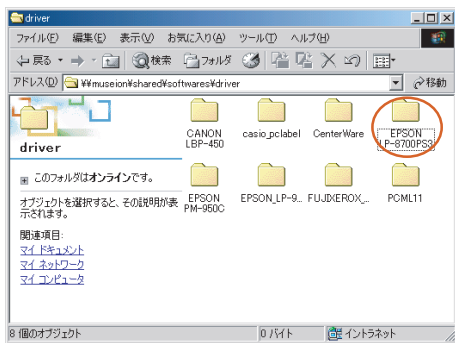 driver
ファイル(F) 編集(E) 表示(V) お気に入り(A) ツール(T) ヘルプ(H)
戻る 検索 フォルダ
アドレス(D) ¥¥museion¥shared¥softwares¥driver 移動
driver
このフォルダはオンラインです。
オブジェクトを選択すると、その説明が表
示されます。
関連項目:
マイ ドキュメント
マイ ネットワーク
マイ コンピュータ
CANON
LBP-450
casio_pclabel
CenterWare
EPSON
LP-8700PS3
EPSON
PM-950C
EPSON_LP-9...
FUJIXEROX_...
PCML11
8 個のオブジェクト 0 バイト イントラネット